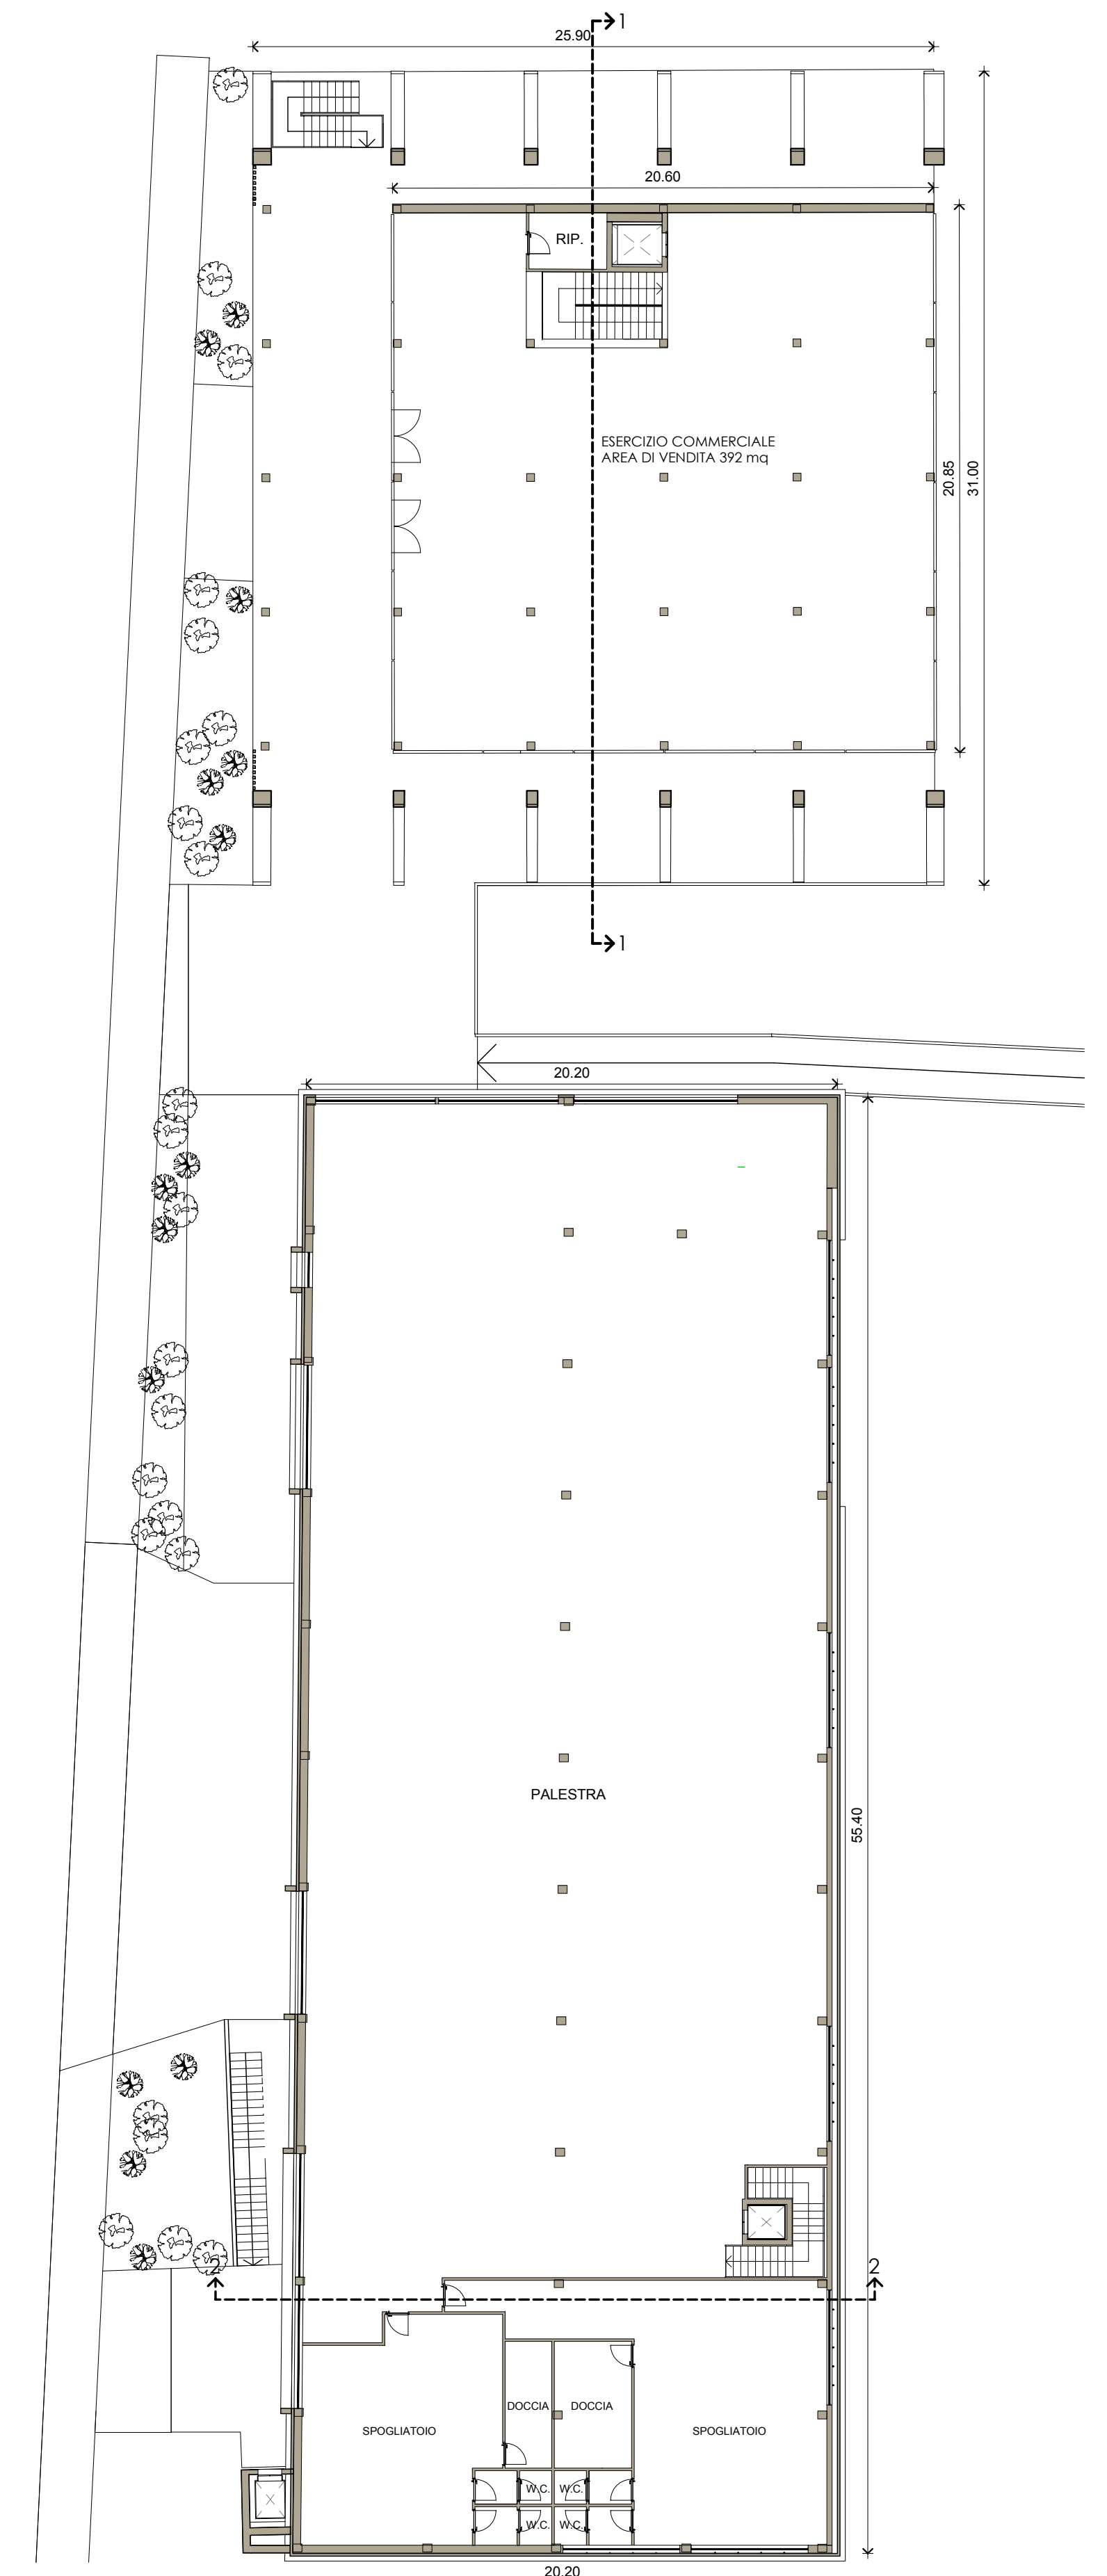 1
25.90
20.60
RIP.
ESERCIZIO COMMERCIALE
AREA DI VENDITA 392 mq
20.85
31.00
1
20.20
PALESTRA
55.40
2
2
DOCCIA
DOCCIA
SPOGLIATOIO
SPOGLIATOIO
W.C.
W.C.
W.C.
W.C.
20.20